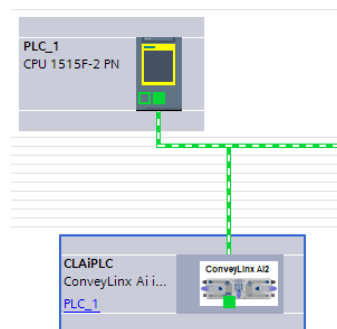 PLC_1
CPU 1515F-2 PN
CLAiPLC
ConveyLinx Ai i...
PLC_1
ConveyLinx Ai2